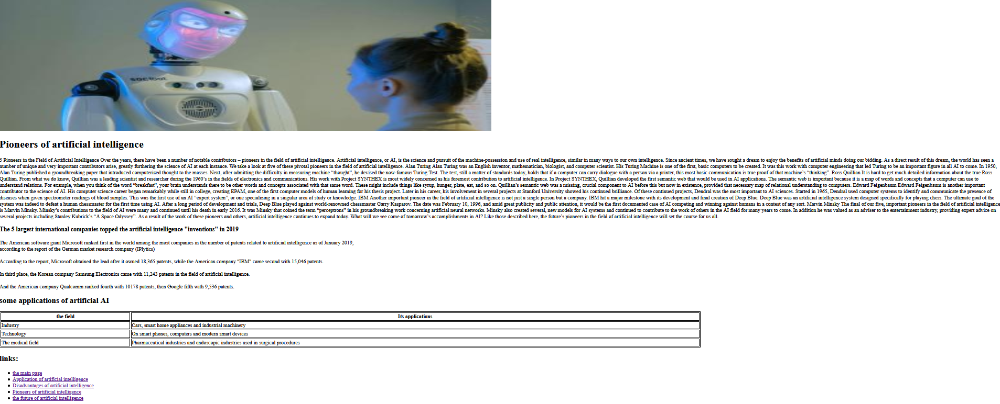 SOCIBOT
Pioneers of artificial intelligence
5 Pioneers in the Field of Artificial Intelligence Over the years, there have been a number of notable contributors – pioneers in the field of artificial intelligence. Artificial intelligence, or AI, is the science and pursuit of the machine-possession and use of real intelligence, similar in many ways to our own intelligence. Since ancient times, we have sought a dream to enjoy the benefits of artificial minds doing our bidding. As a direct result of this dream, the world has seen a
number of unique and very important contributors arise, greatly furthering the science of AI at each instance. We take a look at five of these pivotal pioneers in the field of artificial intelligence. Alan Turing Alan Turing was an English inventor, mathematician, biologist, and computer scientist. His Turing Machine is one of the first, basic computers to be created. It was this work with computer engineering that led Turing to be an important figure in all AI to come. In 1950,
Alan Turing published a groundbreaking paper that introduced computerized thought to the masses. Next, after admitting the difficulty in measuring machine “thought”, he devised the now-famous Turing Test. The test, still a matter of standards today, holds that if a computer can carry dialogue with a person via a printer, this most basic communication is true proof of that machine’s “thinking”. Ross Quillian It is hard to get much detailed information about the true Ross
Quillian. From what we do know, Quillian was a leading scientist and researcher during the 1960’s in the fields of electronics and communications. His work with Project SYNTHEX is most widely concerned as his foremost contribution to artificial intelligence. In Project SYNTHEX, Quillian developed the first semantic web that would be used in AI applications. The semantic web is important because it is a map of words and concepts that a computer can use to
understand relations. For example, when you think of the word “breakfast”, your brain understands there to be other words and concepts associated with that same word. These might include things like syrup, hunger, plate, eat, and so on. Quillian’s semantic web was a missing, crucial component to AI before this but now in existence, provided that necessary map of relational understanding to computers. Edward Feigenbaum Edward Feigenbaum is another important
contributor to the science of AI. His computer science career began remarkably while still in college, creating EPAM, one of the first computer models of human learning for his thesis project. Later in his career, his involvement in several projects at Stanford University showed his continued brilliance. Of these continued projects, Dendral was the most important to AI sciences. Started in 1965, Dendral used computer systems to identify and communicate the presence of
diseases when given spectrometer readings of blood samples. This was the first use of an AI “expert system”, or one specializing in a singular area of study or knowledge. IBM Another important pioneer in the field of artificial intelligence is not just a single person but a company. IBM hit a major milestone with its development and final creation of Deep Blue. Deep Blue was an artificial intelligence system designed specifically for playing chess. The ultimate goal of the
system was indeed to defeat a human chessmaster for the first time using AI. After a long period of development and trials, Deep Blue played against world-renowned chessmaster Garry Kasparov. The date was February 10, 1996, and amid great publicity and public attention, it would be the first documented case of AI competing and winning against humans in a contest of any sort. Marvin Minsky The final of our five, important pioneers in the field of artificial intelligence
is Marvin Minsky. Minsky’s contributions to the field of AI were many and continued until his death in early 2016. It was Minsky that coined the term “perceptrons” in his groundbreaking work concerning artificial neural networks. Minsky also created several, new models for AI systems and continued to contribute to the work of others in the AI field for many years to come. In addition he was valued as an adviser to the entertainment industry, providing expert advice on
several projects including Stanley Kubrick’s “A Space Odyssey”. As a result of the work of these pioneers and others, artificial intelligence continues to expand today. What will we see come of tomorrow’s accomplishments in AI? Like those described here, the future’s pioneers in the field of artificial intelligence will set the course for us all.
The 5 largest international companies topped the artificial intelligence "inventions" in 2019
The American software giant Microsoft ranked first in the world among the most companies in the number of patents related to artificial intelligence as of January 2019,
according to the report of the German market research company (IPlytics)
According to the report, Microsoft obtained the lead after it owned 18,365 patents, while the American company "IBM" came second with 15,046 patents.
In third place, the Korean company Samsung Electronics came with 11,243 patents in the field of artificial intelligence.
And the American company Qualcomm ranked fourth with 10178 patents, then Google fifth with 9,536 patents.
some applications of artificial AI
the field Its applications
Industry Cars, smart home appliances and industrial machinery
Technology On smart phones, computers and modern smart devices
The medical field Pharmaceutical industries and endoscopic industries used in surgical procedures
links:
the main page
Application of artificial intelligence
Disadvantages of artificial intelligence
Pioneers of artificial intelligence
the future of artificial intelligence